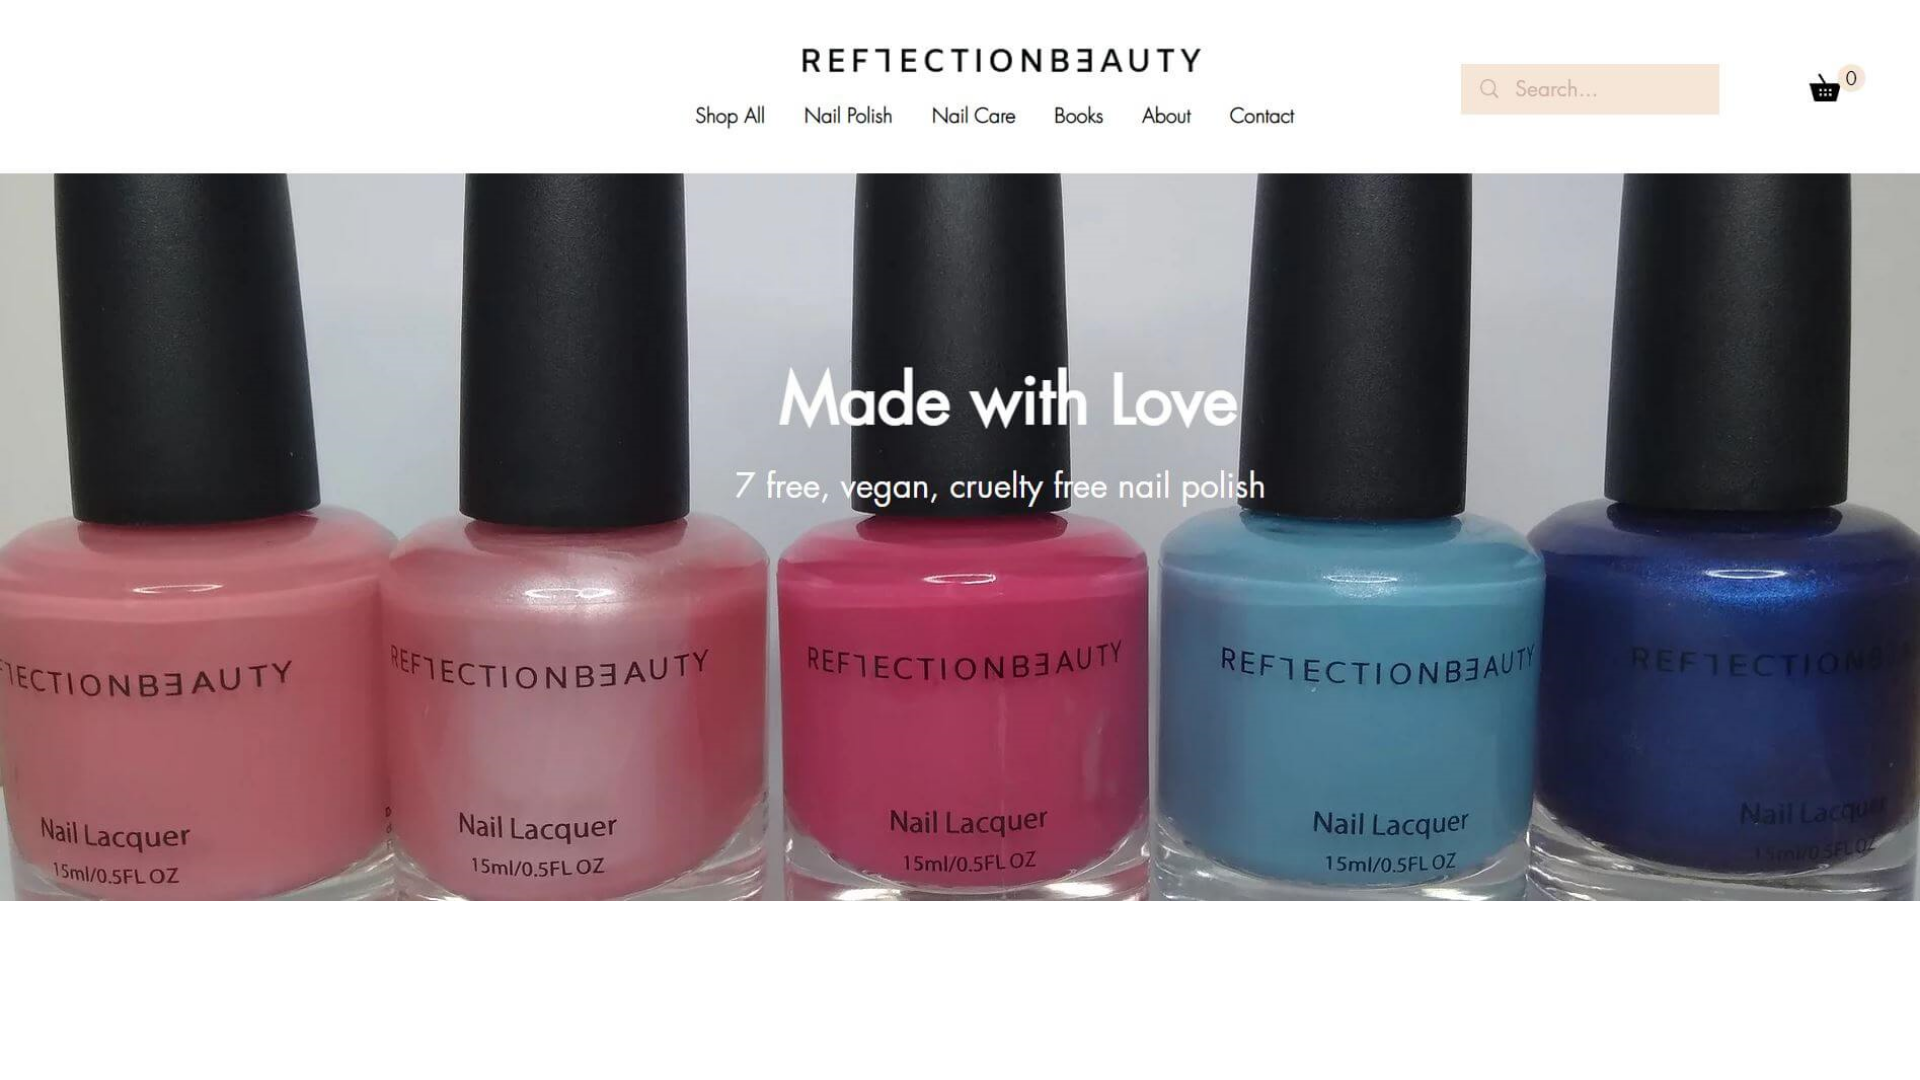 REFLECTIONBEAUTY
Search...
0
Shop All Nail Polish Nail Care Books About Contact
Made with Love
7 free, vegan, cruelty free nail polish
FLECTIONBEAUTY
REFLECTIONBEAUTY
REFLECTIONBEAUTY
REFLECTIONBEAUTY
REFLECTIONB
Nail Lacquer
Nail Lacquer
Nail Lacquer
Nail Lacquer
Nail Lacquer
15ml/0.5FL OZ
15ml/0.5FL OZ
15ml/0.5FL OZ
15ml/0.5FL OZ
15ml/0.5FL OZ